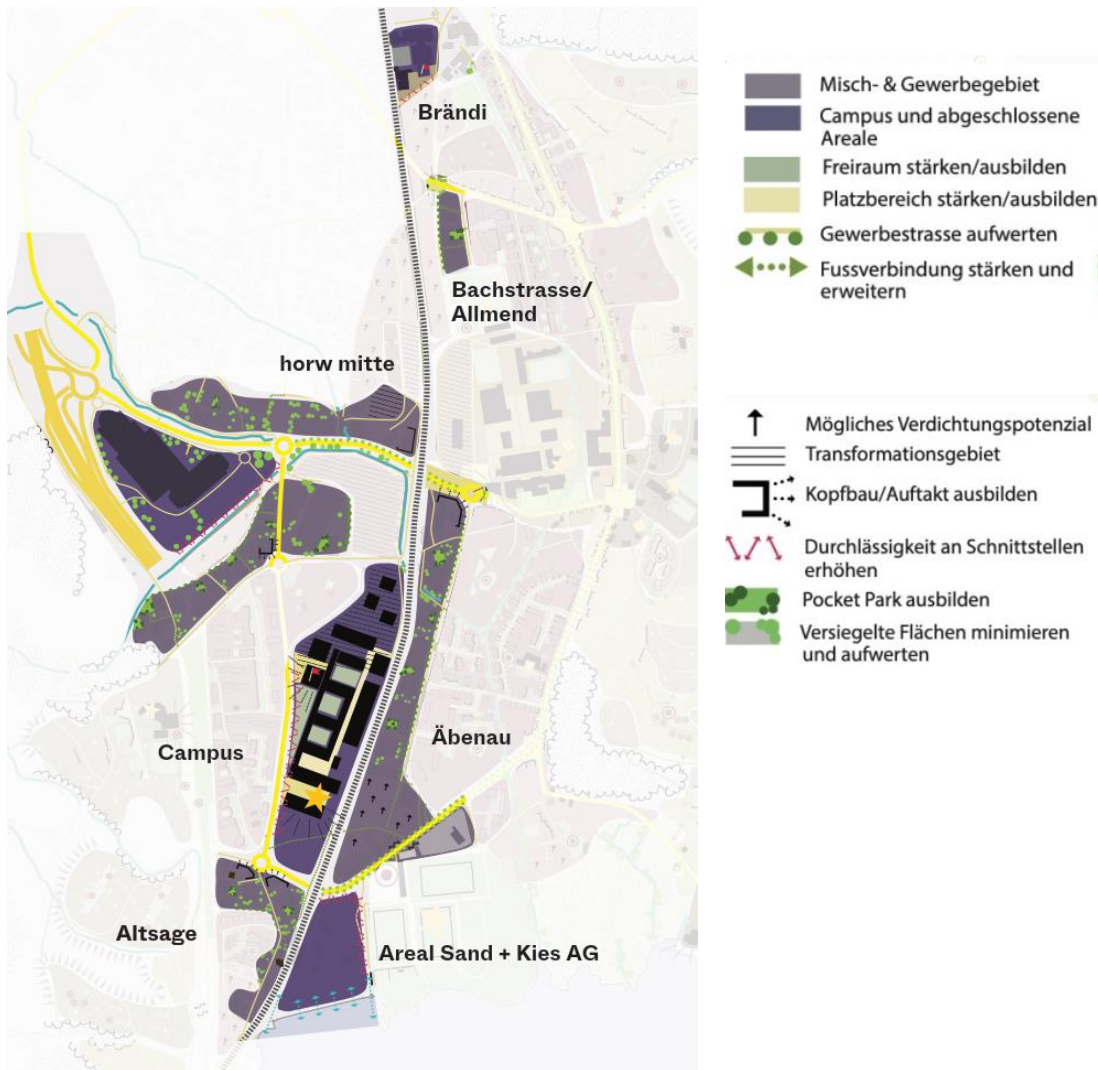 Brändi
Bachstrasse/
Allmend
horw mitte
Campus
Äbenau
Altsage
Areal Sand + Kies AG
Misch- & Gewerbegebiet
Campus und abgeschlossene
Areale
Freiraum stärken/ausbilden
Platzbereich stärken/ausbilden
Gewerbestrasse aufwerten
Fussverbindung stärken und
erweitern
Mögliches Verdichtungspotenzial
Transformationsgebiet
Kopfbau/Auftakt ausbilden
Durchlässigkeit an Schnittstellen
erhöhen
Pocket Park ausbilden
Versiegelte Flächen minimieren
und aufwerten